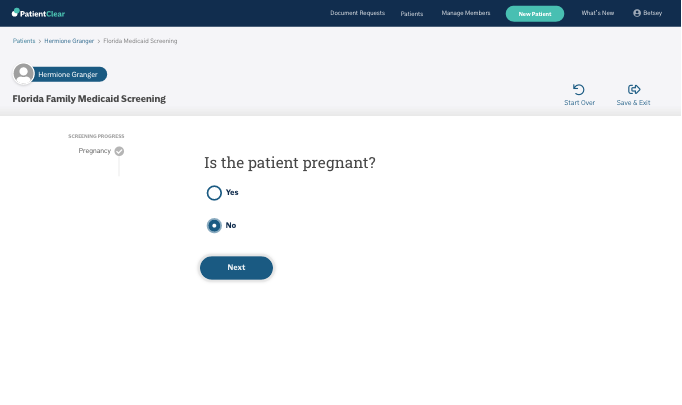 PatientClear
Document Requests
Patients
Manage Members
New Patient
What's New
Betsey
Patients > Hermione Granger > Florida Medicaid Screening
Hermione Granger
Florida Family Medicaid Screening
Start Over
Save & Exit
SCREENING PROGRESS
Pregnancy
Is the patient pregnant?
Yes
No
Next